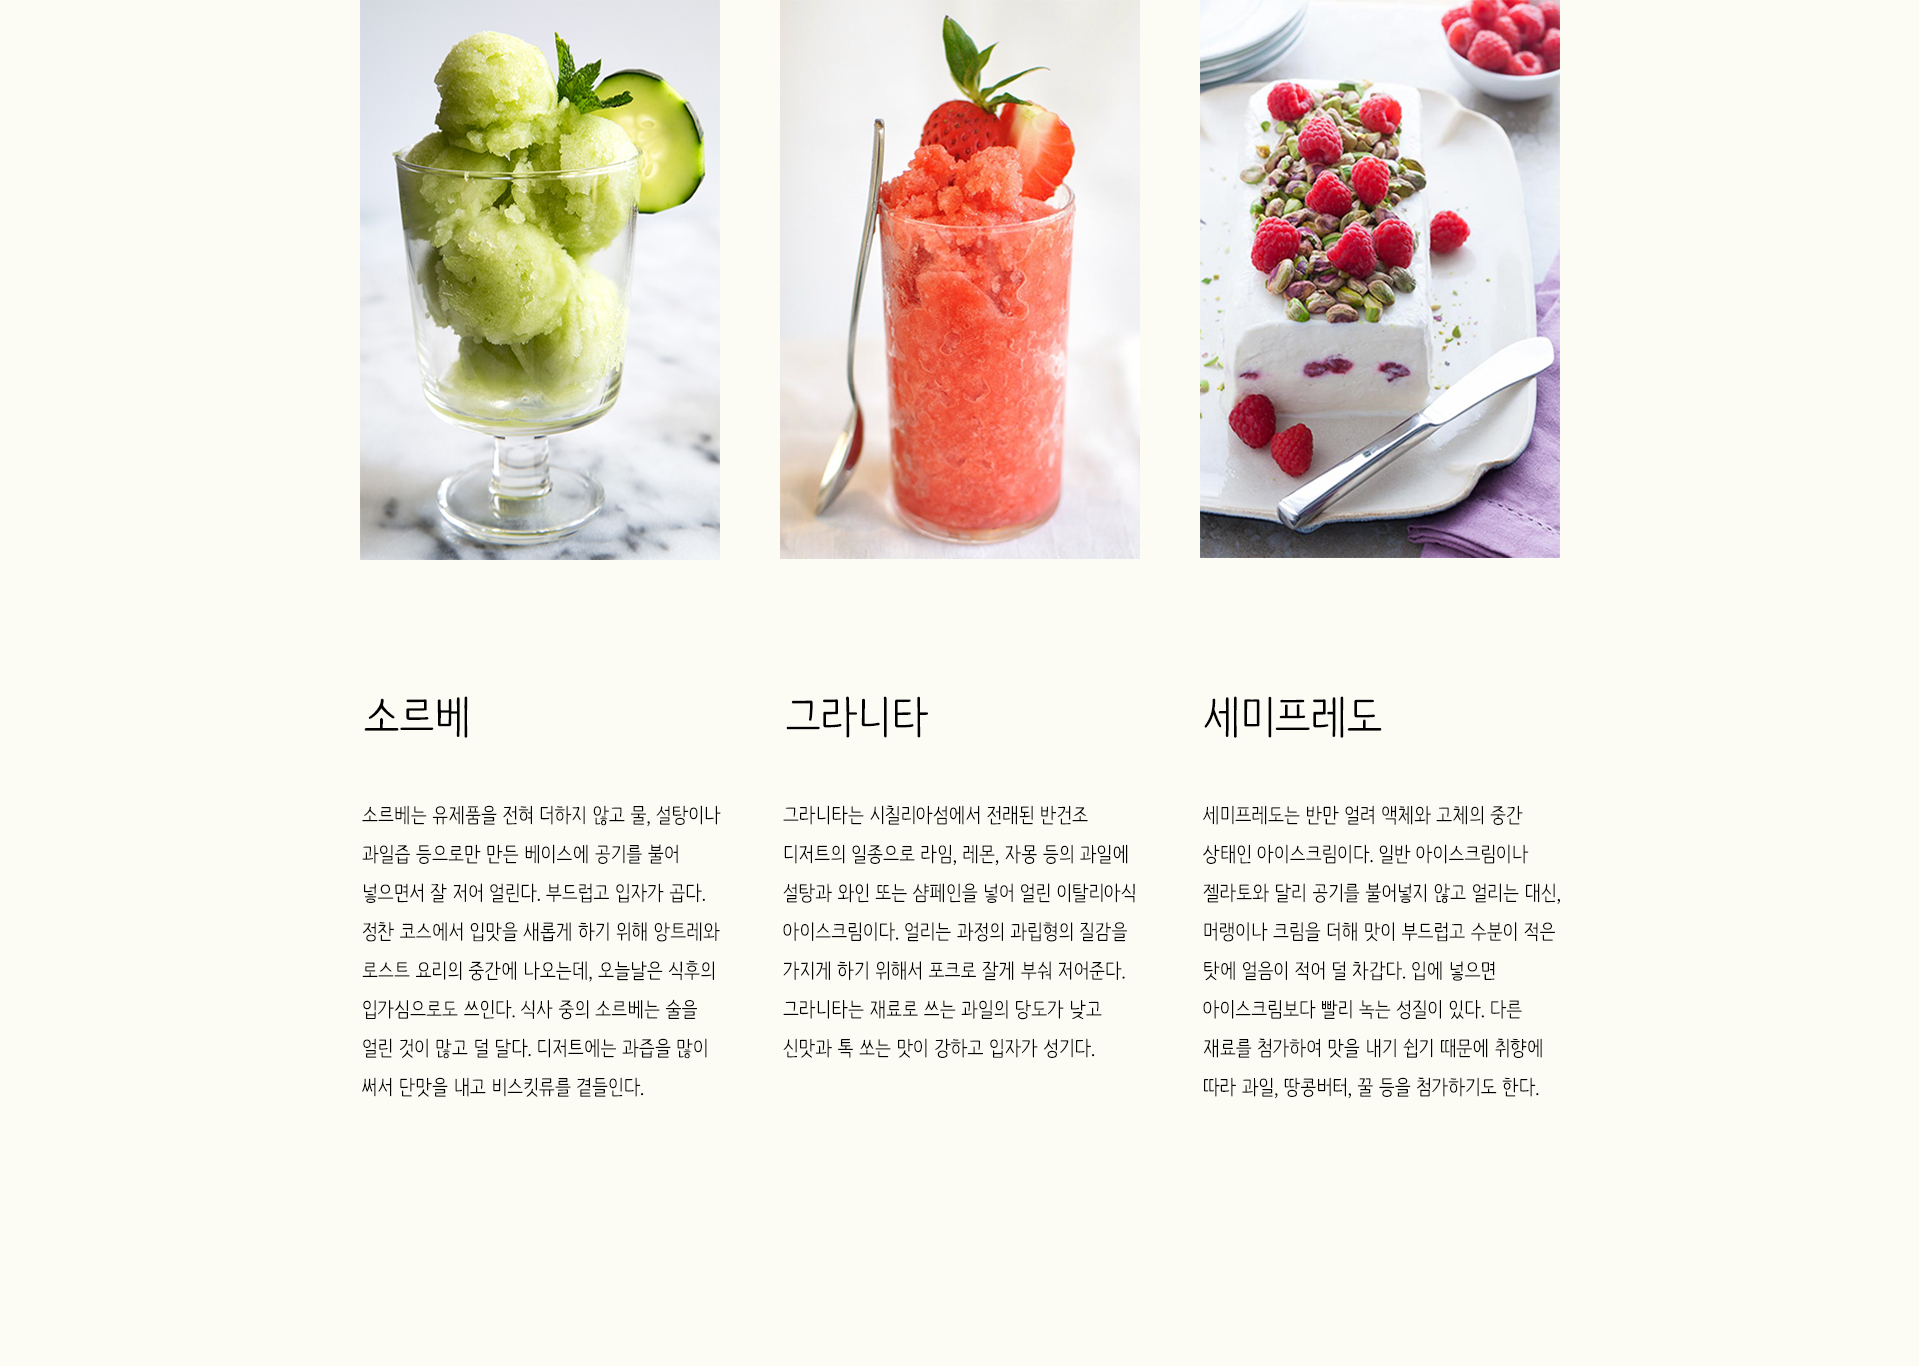 소르베
소르베는 유제품을 전혀 더하지 않고 물, 설탕이나
과일즙 등으로만 만든 베이스에 공기를 불어
넣으면서 잘 저어 얼린다. 부드럽고 입자가 곱다.
정찬 코스에서 입맛을 새롭게 하기 위해 앙트레와
로스트 요리의 중간에 나오는데, 오늘날은 식후의
입가심으로도 쓰인다. 식사 중의 소르베는 술을
얼린 것이 많고 덜 달다. 디저트에는 과즙을 많이
써서 단맛을 내고 비스킷류를 곁들인다.
그라니타
그라니타는 시칠리아섬에서 전래된 반건조
디저트의 일종으로 라임, 레몬, 자몽 등의 과일에
설탕과 와인 또는 샴페인을 넣어 얼린 이탈리아식
아이스크림이다. 얼리는 과정의 과립형의 질감을
가지게 하기 위해서 포크로 잘게 부숴 저어준다.
그라니타는 재료로 쓰는 과일의 당도가 낮고
신맛과 톡 쏘는 맛이 강하고 입자가 성기다.
세미프레도
세미프레도는 반만 얼려 액체와 고체의 중간
상태인 아이스크림이다. 일반 아이스크림이나
젤라토와 달리 공기를 불어넣지 않고 얼리는 대신,
머랭이나 크림을 더해 맛이 부드럽고 수분이 적은
탓에 얼음이 적어 덜 차갑다. 입에 넣으면
아이스크림보다 빨리 녹는 성질이 있다. 다른
재료를 첨가하여 맛을 내기 쉽기 때문에 취향에
따라 과일, 땅콩버터, 꿀 등을 첨가하기도 한다.